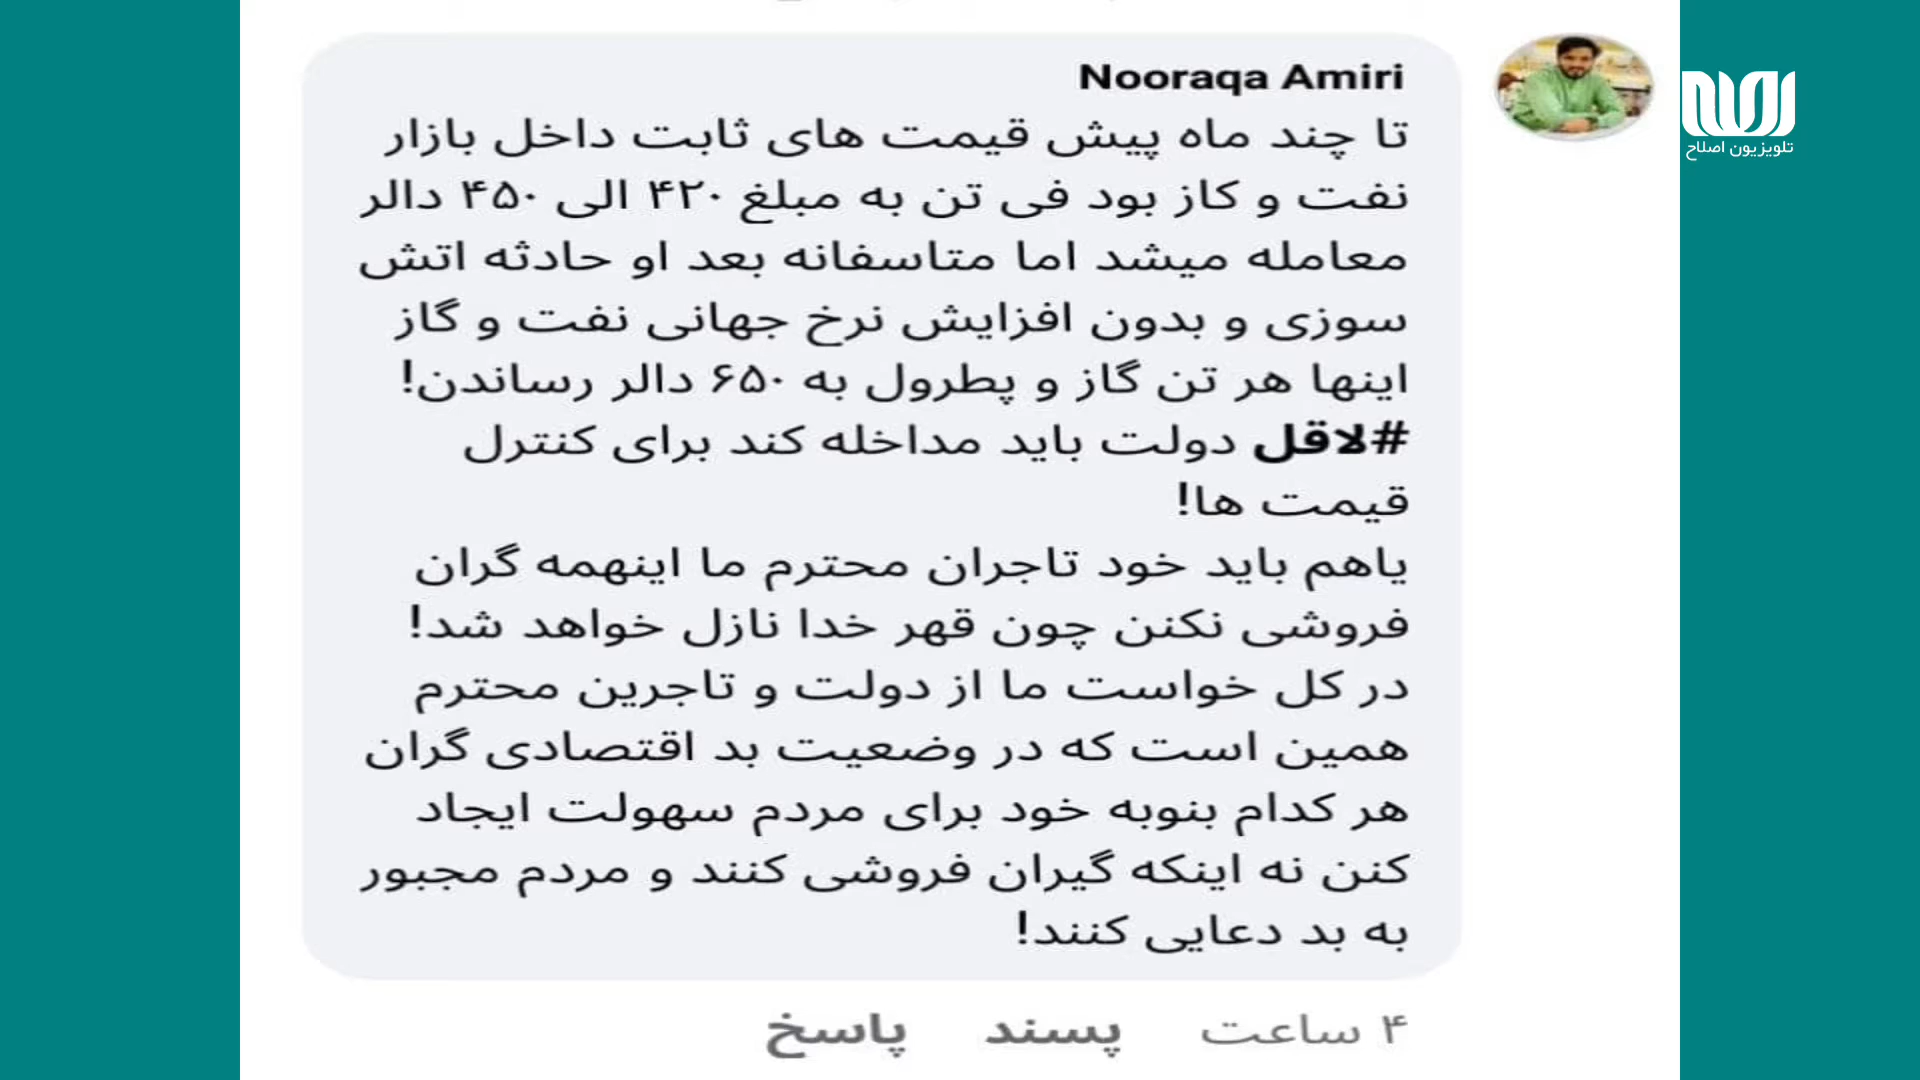 Nooraqa Amiri
تا چند ماه پیش قیمت های ثابت داخل بازار
نفت و کاز بود فی تن به مبلغ ۴۲۰ الی ۴۵۰ دالر
معامله میشد اما متاسفانه بعد او حادثه اتش
سوزی و بدون افزایش نرخ جهانی نفت و گاز
اینها هر تن گاز و پطرول به ۶۵۰ دالر رساندن!
#لاقل دولت باید مداخله کند برای کنترل
قیمت ها!
یاهم باید خود تاجران محترم ما اینهمه گران
فروشی نکنن چون قهر خدا نازل خواهد شد!
در کل خواست ما از دولت و تاجرین محترم
همین است که در وضعیت بد اقتصادی گران
هر کدام بنوبه خود برای مردم سهولت ایجاد
کنن نه اینکه گیران فروشی کنند و مردم مجبور
به بد دعایی کنند!
۴ ساعت پسند پاسخ
تلویزیون اصلاح